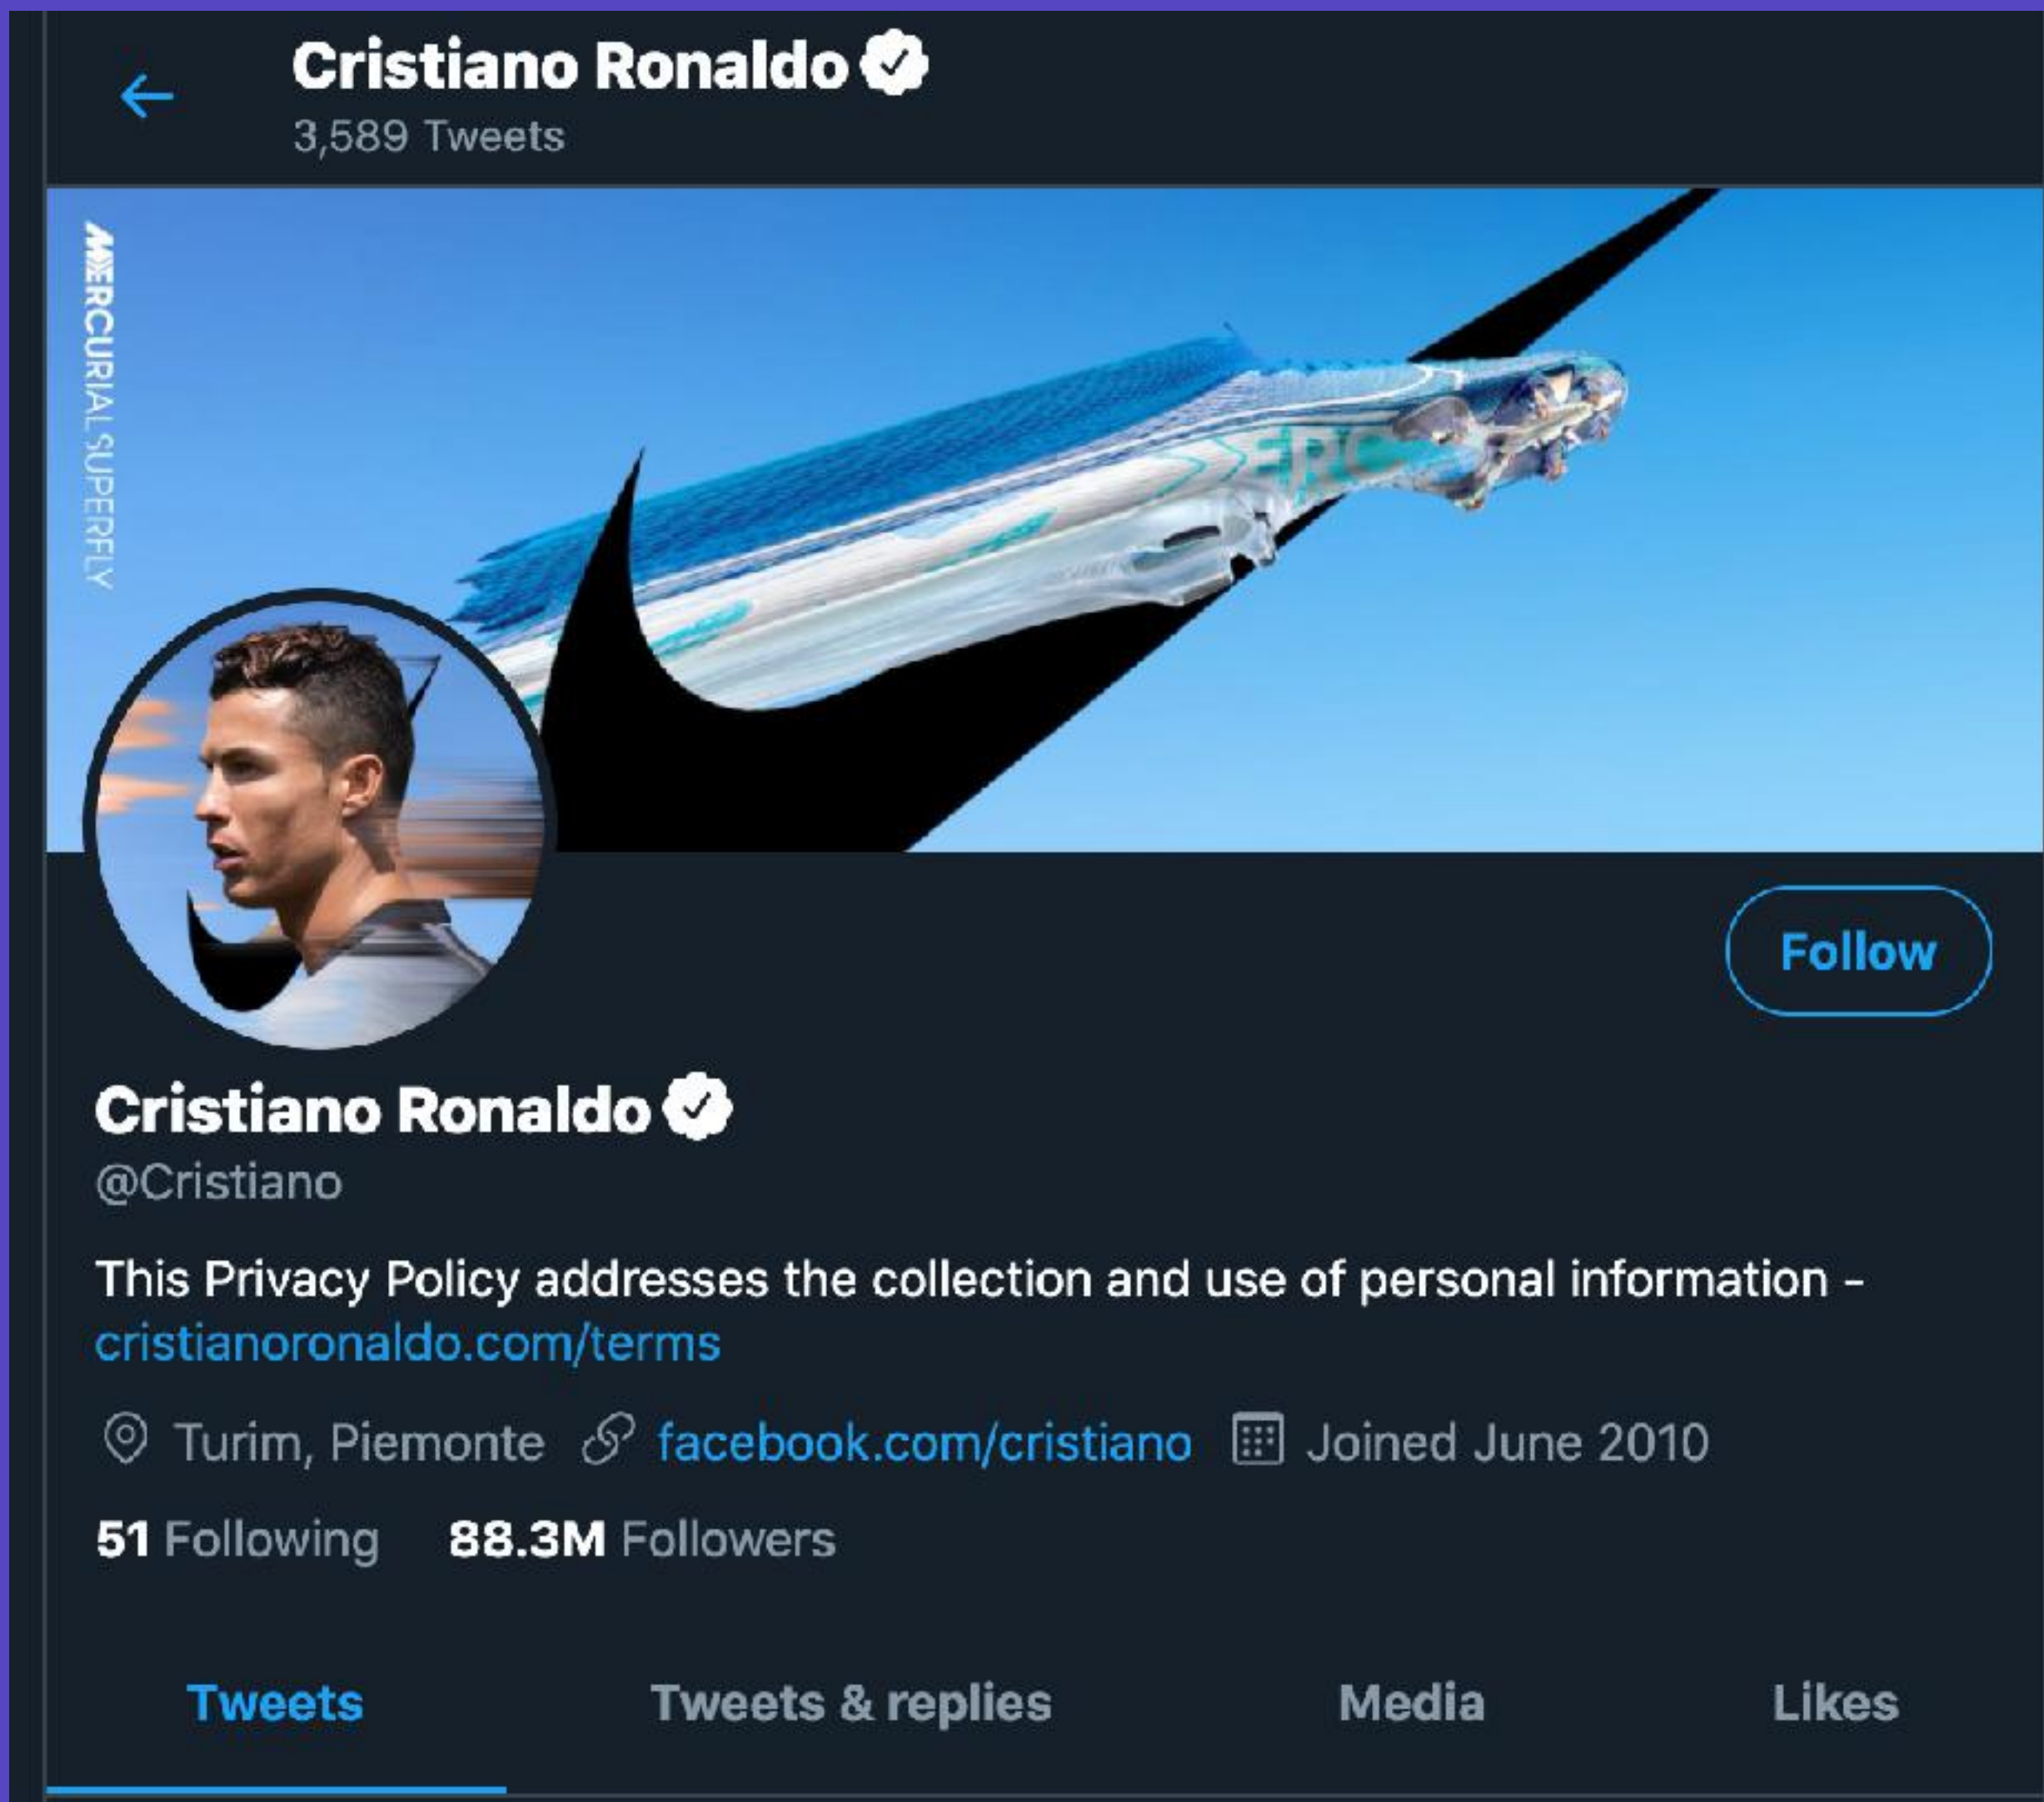 Cristiano Ronaldo
3,589 Tweets
MERCURIAL SUPERFLY
ERC
Follow
Cristiano Ronaldo
@Cristiano
This Privacy Policy addresses the collection and use of personal information -
cristianoronaldo.com/terms
Turim, Piemonte facebook.com/cristiano Joined June 2010
51 Following 88.3M Followers
Tweets Tweets & replies Media Likes